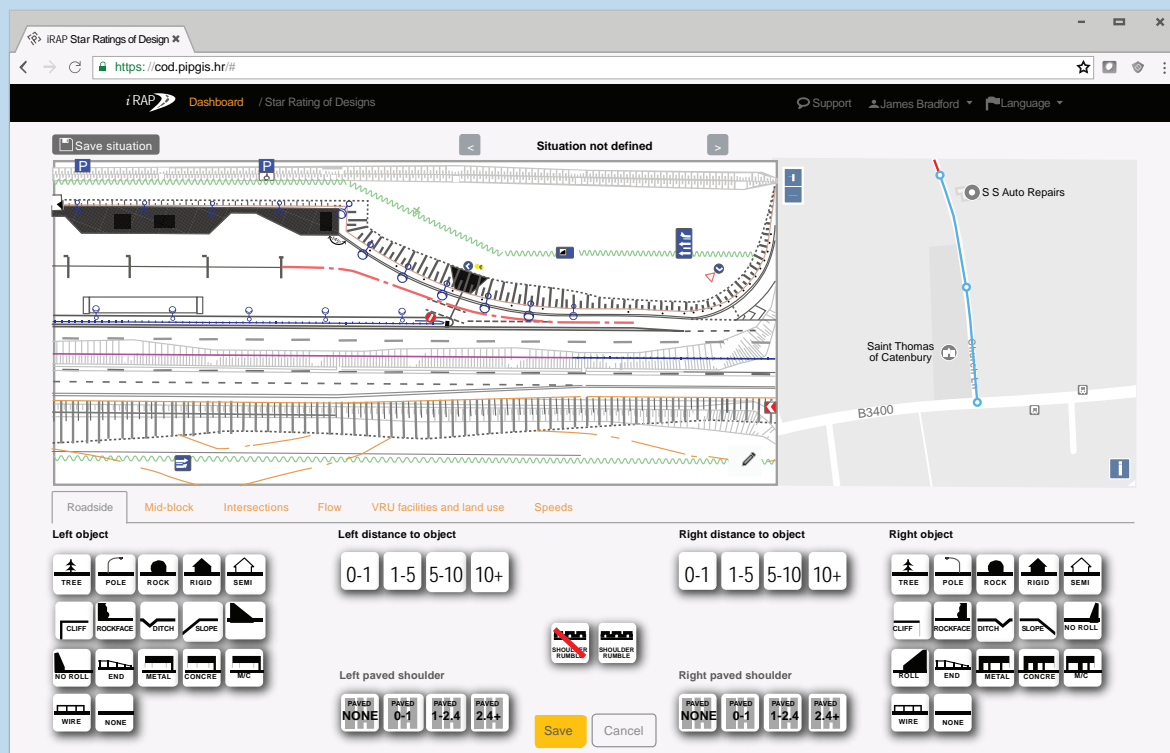 iRAP Star Ratings of Design
https://cod.pipgis.hr/#
iRAP Dashboard / Star Rating of Designs Support James Bradford Language
Save situation < Situation not defined >
P P
S S Auto Repairs
Saint Thomas
of Catenbury
Church Ln
B3400
Roadside Mid-block Intersections Flow VRU facilities and land use Speeds
Left object Left distance to object Right distance to object Right object
TREE POLE ROCK RIGID SEMI
0-1 1-5 5-10 10+
0-1 1-5 5-10 10+
TREE POLE ROCK RIGID SEMI
CLIFF ROCKFACE DITCH SLOPE
SHOULDER RUMBLE SHOULDER RUMBLE
CLIFF ROCKFACE DITCH SLOPE NO ROLL
NO ROLL END METAL CONCRE M/C
Left paved shoulder Right paved shoulder
ROLL END METAL CONCRE M/C
WIRE NONE
PAVED NONE PAVED 0-1 PAVED 1-2.4 PAVED 2.4+
PAVED NONE PAVED 0-1 PAVED 1-2.4 PAVED 2.4+
WIRE NONE
Save Cancel